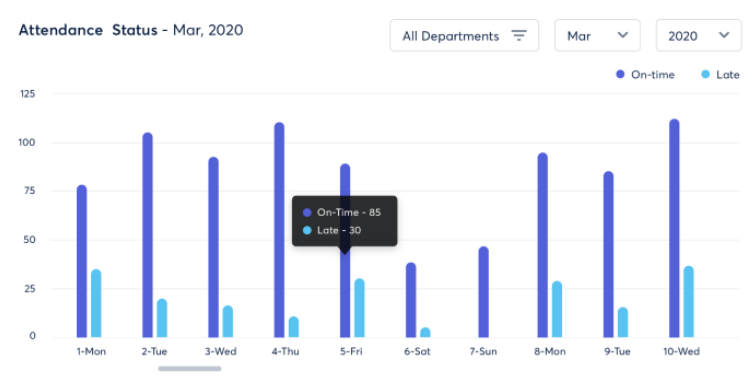 Attendance Status - Mar, 2020
All Departments
Mar
2020
On-time
Late
125
100
75
50
25
0
On-Time - 85
Late - 30
1-Mon
2-Tue
3-Wed
4-Thu
5-Fri
6-Sat
7-Sun
8-Mon
9-Tue
10-Wed